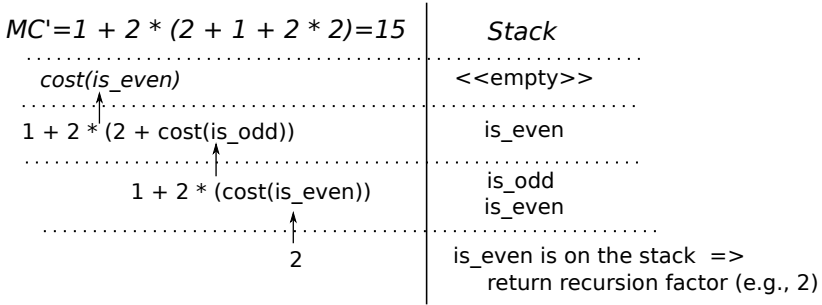 MC'=1 + 2 * (2 + 1 + 2 * 2)=15
Stack
cost(is_even)
<<empty>>
1 + 2 * (2 + cost(is_odd))
is_even
1 + 2 * (cost(is_even))
is_odd
is_even
2
is_even is on the stack =>
return recursion factor (e.g., 2)